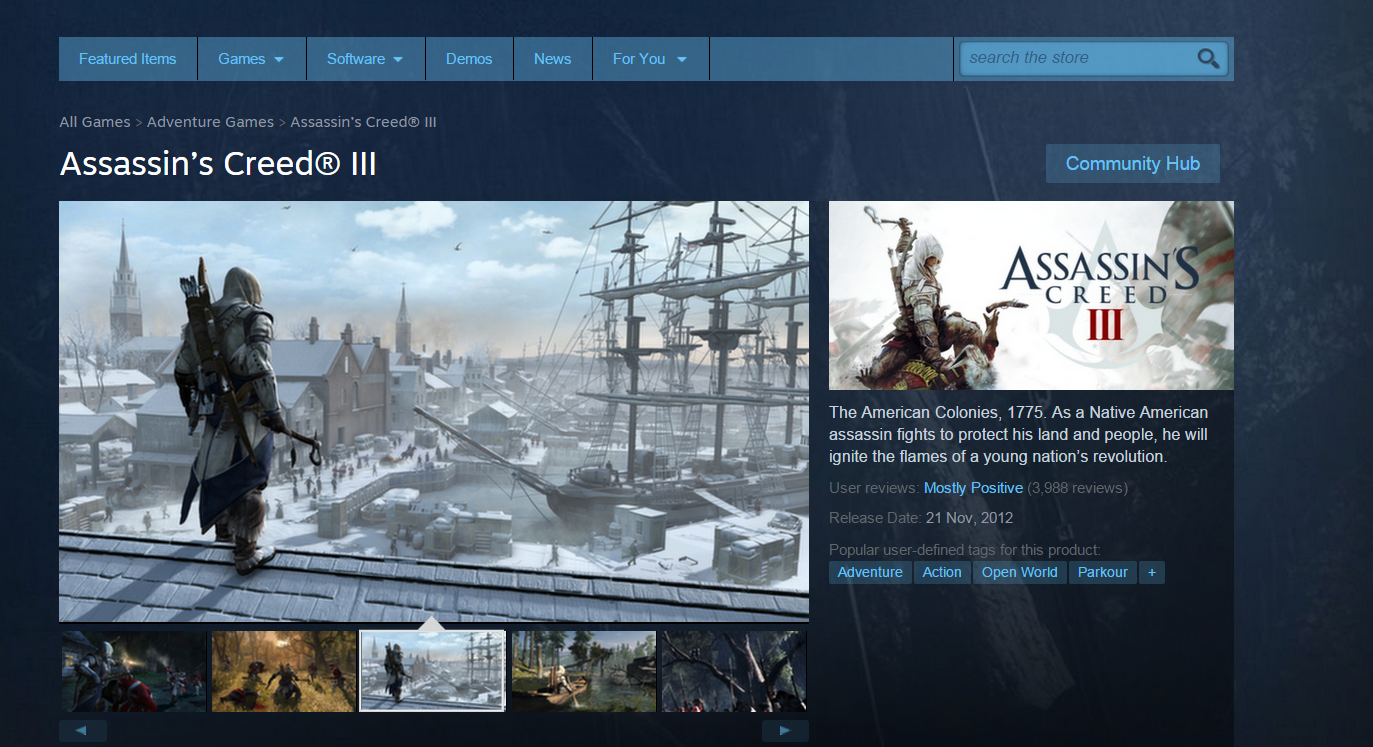 Featured Items
Games
Software
Demos
News
For You
search the store
All Games > Adventure Games > Assassin's Creed® III
Assassin's Creed® III
Community Hub
ASSASSIN'S
CREED
III
The American Colonies, 1775. As a Native American
assassin fights to protect his land and people, he will
ignite the flames of a young nation's revolution.
User reviews: Mostly Positive (3,988 reviews)
Release Date: 21 Nov, 2012
Popular user-defined tags for this product:
Adventure
Action
Open World
Parkour
+